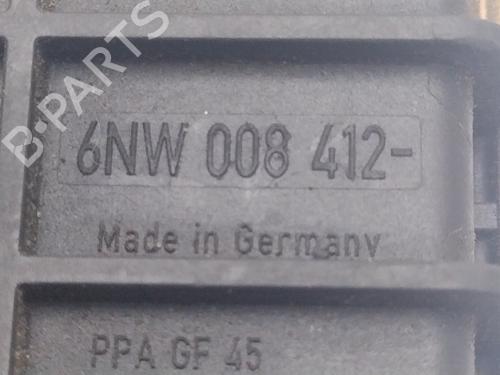 B-PARTS
6NW 008 412-
Made in Germany
PPA GF 45